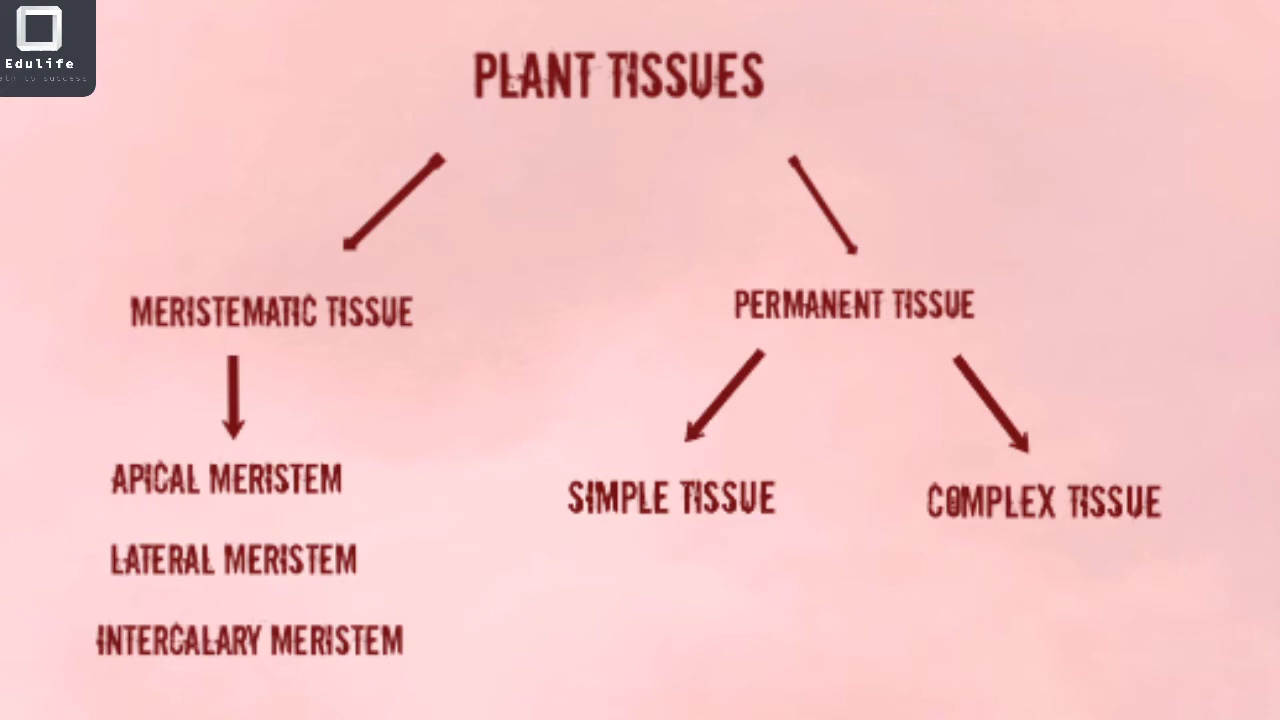 Edulife
PLANT TISSUES
MERISTEMATIC TISSUE
PERMANENT TISSUE
APICAL MERISTEM
LATERAL MERISTEM
INTERCALARY MERISTEM
SIMPLE TISSUE
COMPLEX TISSUE